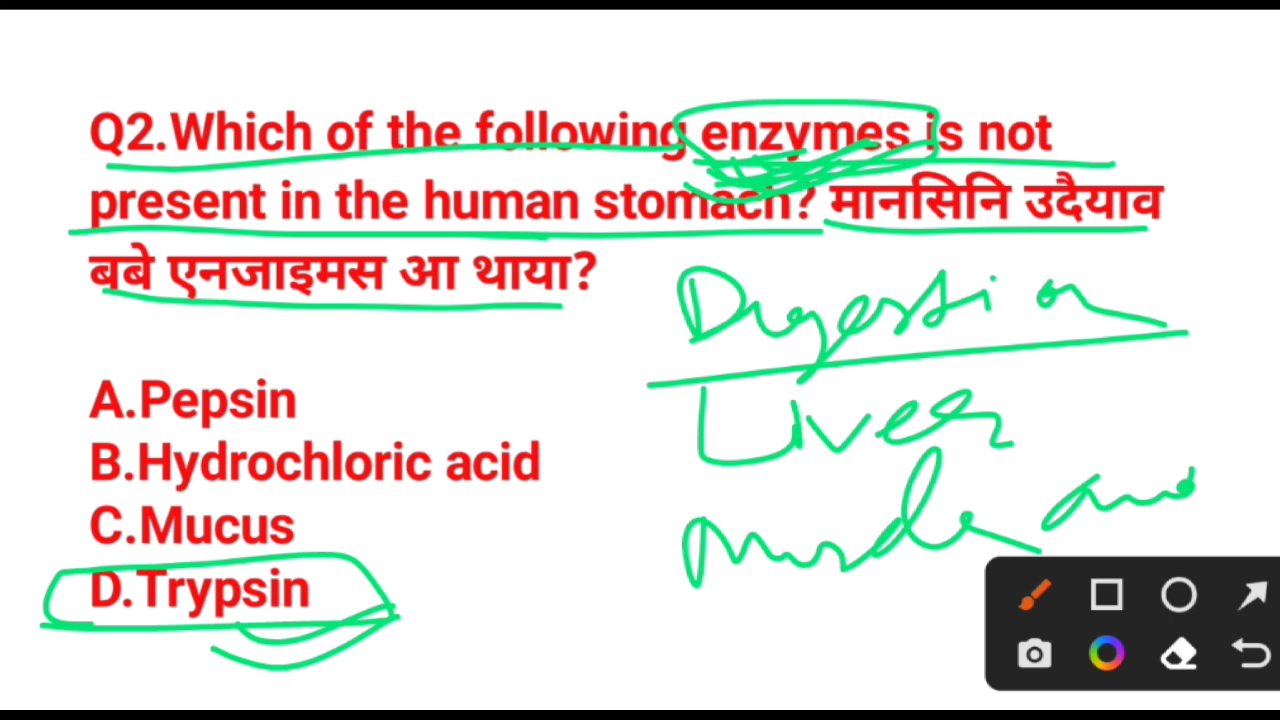 Q2.Which of the following enzymes is not
present in the human stomach? मानसिनि उदैयाव
बबे एनजाइमस आ थाया?
Digestion
Liver
A.Pepsin
B.Hydrochloric acid
C.Mucus
D.Trypsin